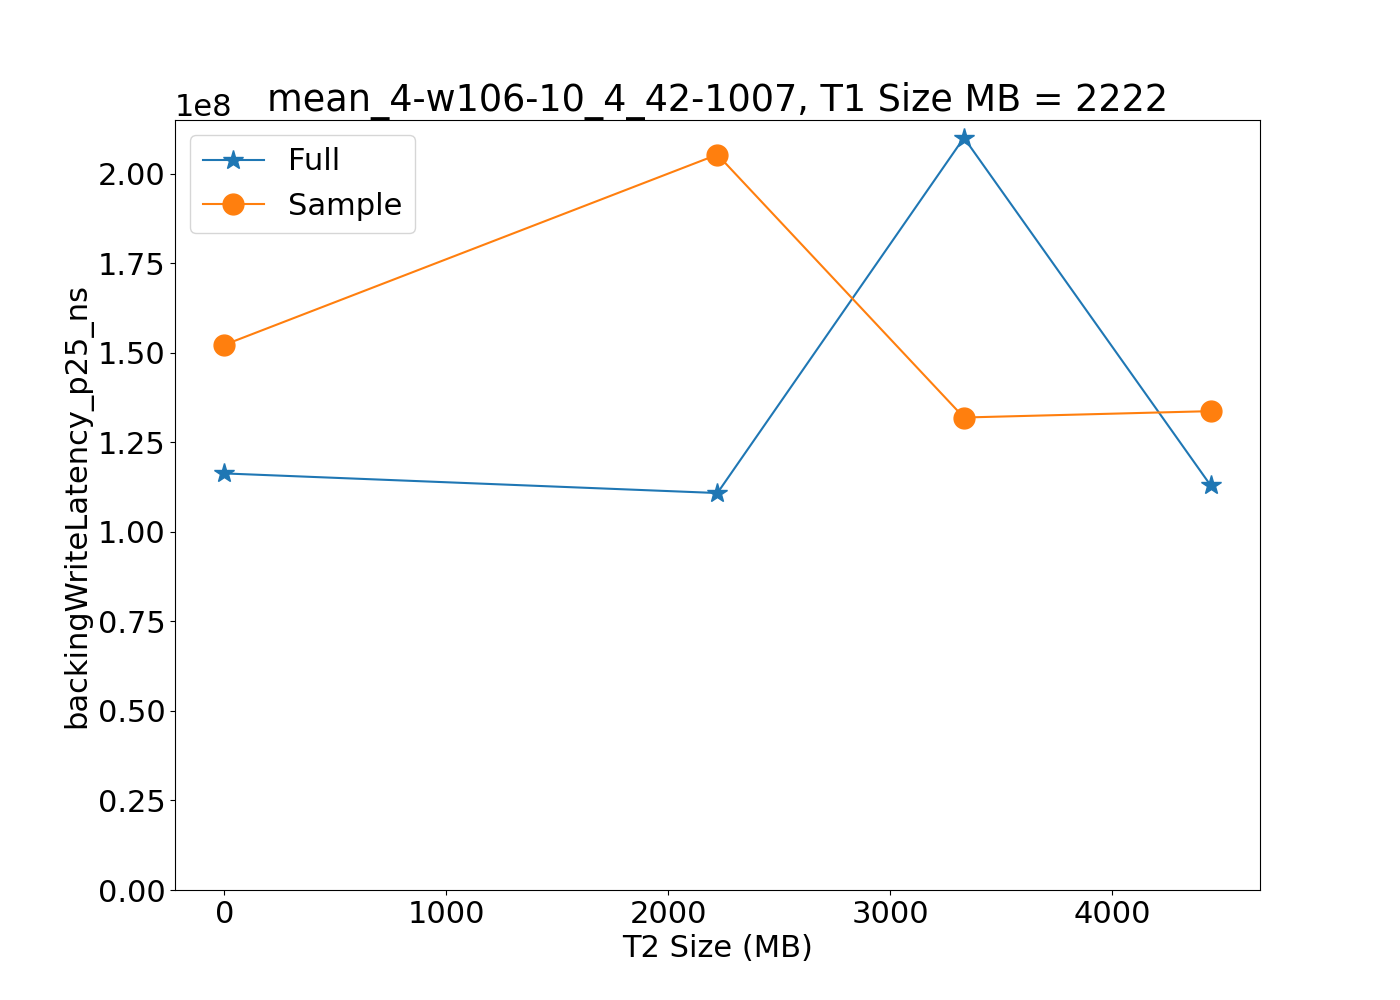 mean_4-w106-10_4_42-1007, T1 Size MB = 2222
1e8
Full
Sample
2.00
1.75
1.50
1.25
1.00
0.75
0.50
0.25
0.00
backingWriteLatency_p25_ns
0 1000 2000 3000 4000
T2 Size (MB)